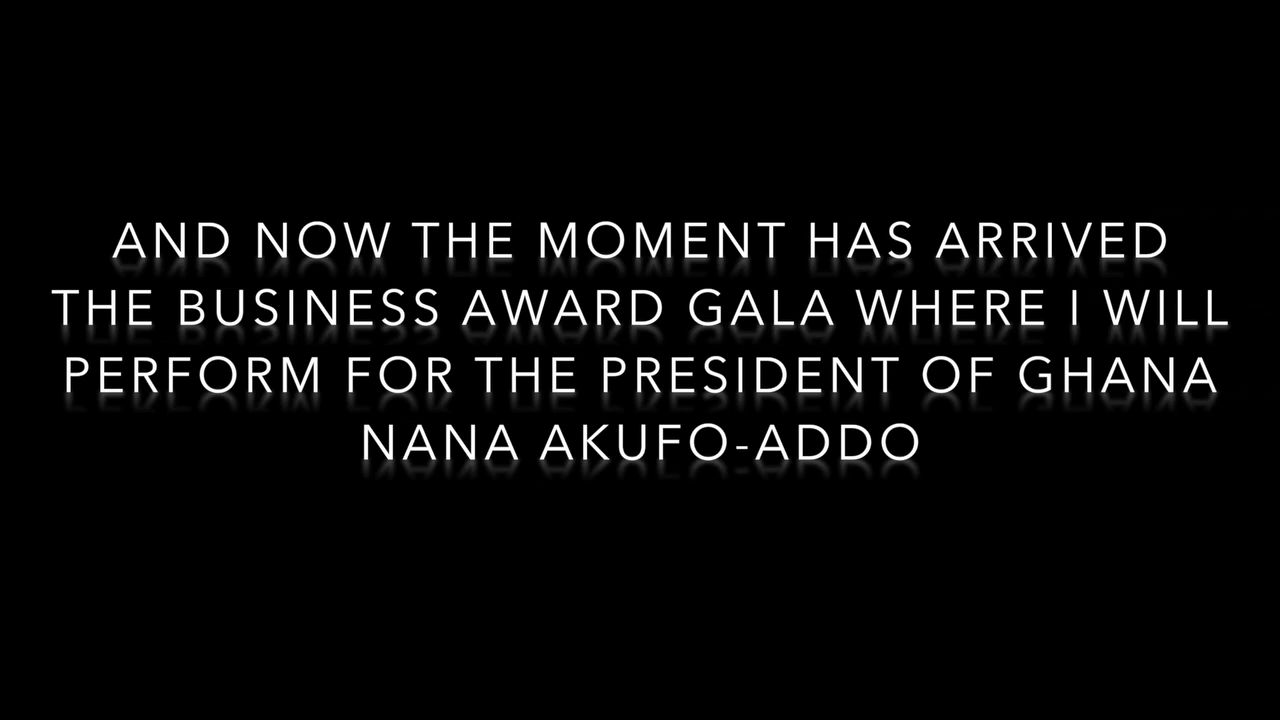 AND NOW THE MOMENT HAS ARRIVED
THE BUSINESS AWARD GALA WHERE I WILL
PERFORM FOR THE PRESIDENT OF GHANA
NANA AKUFO-ADDO